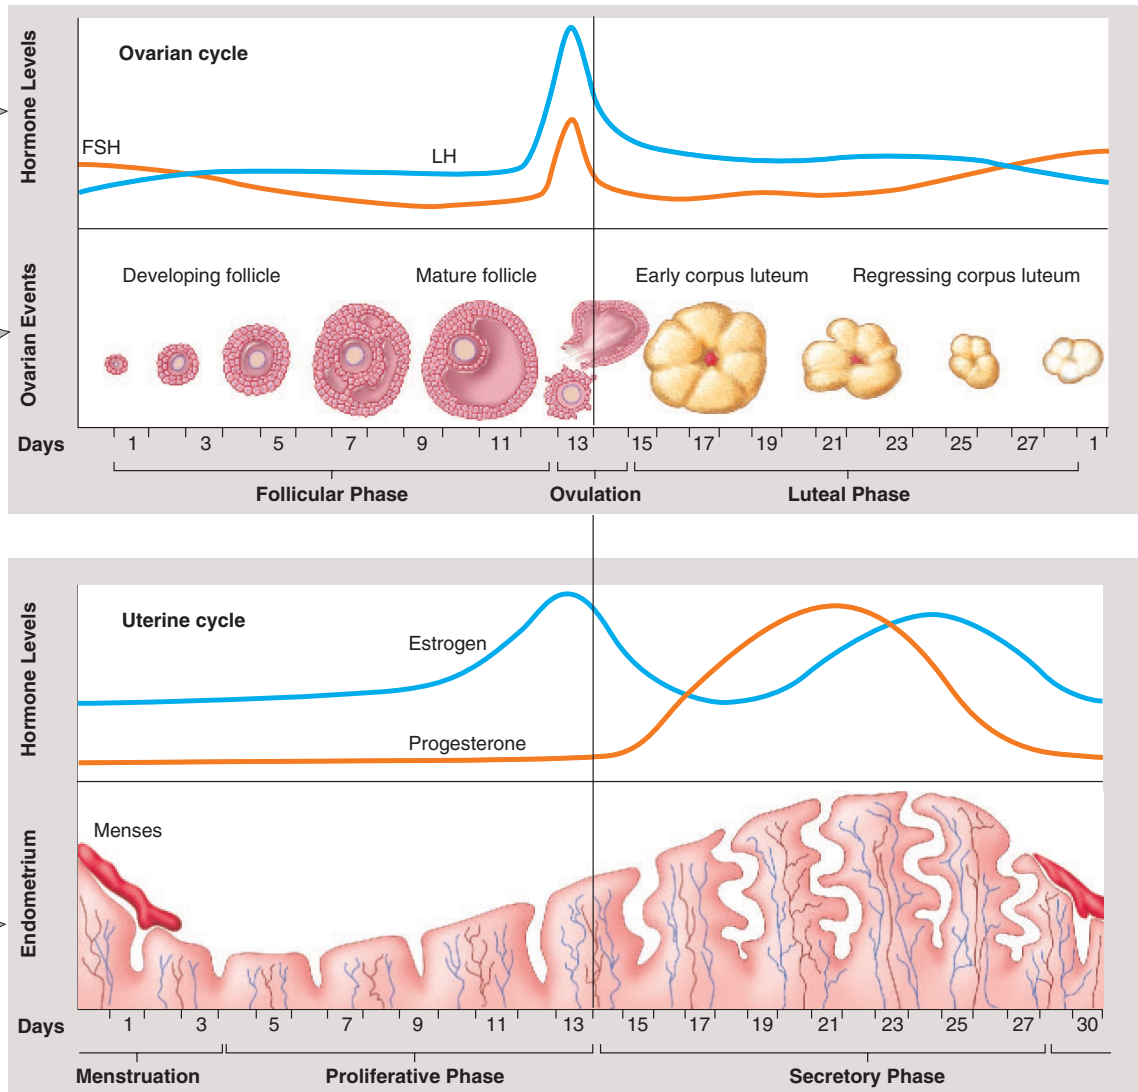 Hormone Levels
Ovarian cycle
FSH
LH
Ovarian Events
Developing follicle
Mature follicle
Early corpus luteum
Regressing corpus luteum
Days
1 3 5 7 9 11 13 15 17 19 21 23 25 27 1
Follicular Phase
Ovulation
Luteal Phase
Hormone Levels
Uterine cycle
Estrogen
Progesterone
Endometrium
Menses
Days
1 3 5 7 9 11 13 15 17 19 21 23 25 27 30
Menstruation
Proliferative Phase
Secretory Phase